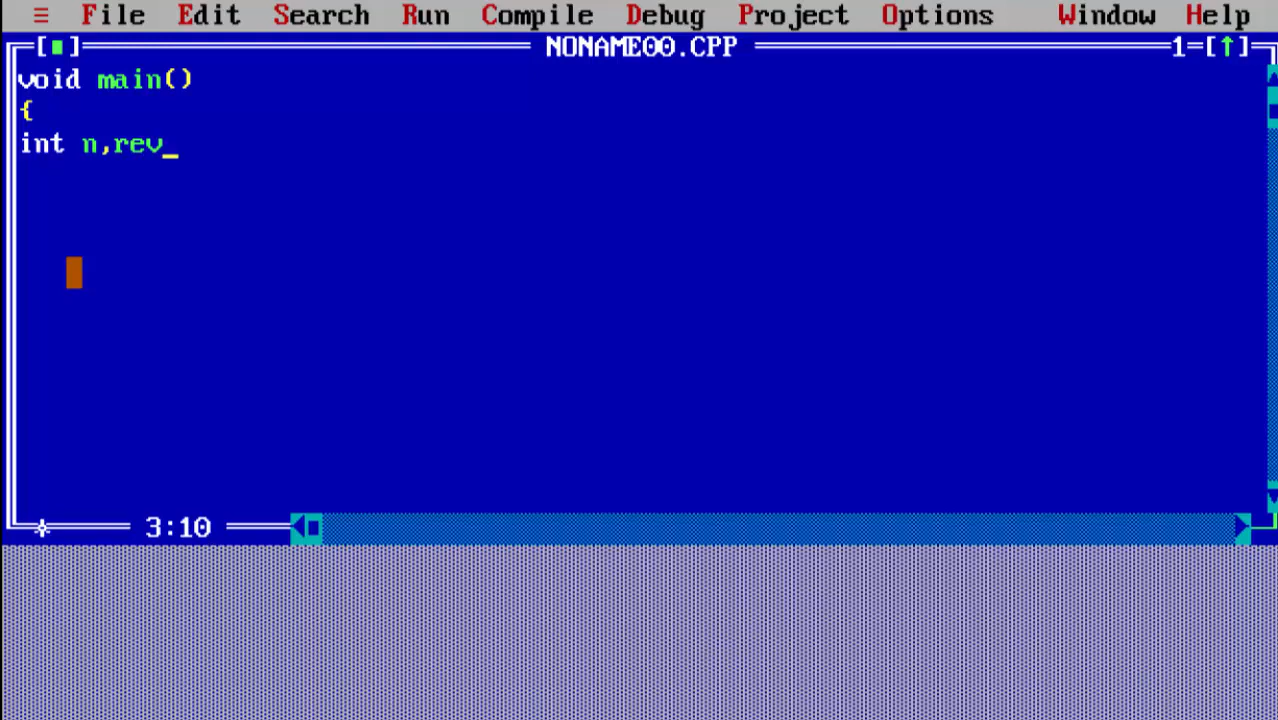 ≡ File Edit Search Run Compile Debug Project Options Window Help
[■] NONAME00.CPP 1=[↑]
void main()
{
int n,rev_
3:10